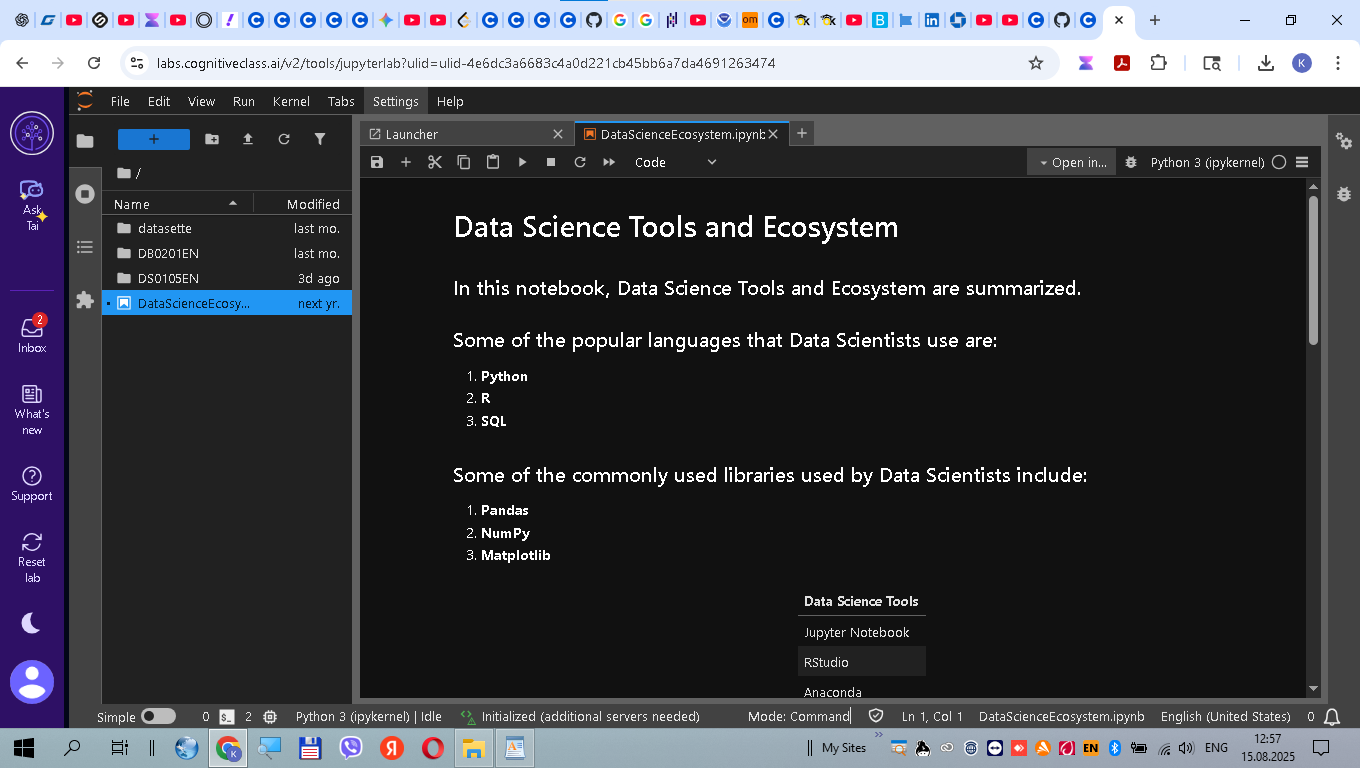 labs.cognitiveclass.ai/v2/tools/jupyterlab?ulid=ulid-4e6dc3a6683c4a0d221cb45bb6a7da4691263474
K
File Edit View Run Kernel Tabs Settings Help
Launcher
DataScienceEcosystem.ipynb
Code
Open in...
Python 3 (ipykernel)
Ask
Tai
2
Inbox
What's
new
Support
Reset
lab
/
Name Modified
datasette last mo.
DB0201EN last mo.
DS0105EN 3d ago
DataScienceEcosy... next yr.
Data Science Tools and Ecosystem
In this notebook, Data Science Tools and Ecosystem are summarized.
Some of the popular languages that Data Scientists use are:
1. Python
2. R
3. SQL
Some of the commonly used libraries used by Data Scientists include:
1. Pandas
2. NumPy
3. Matplotlib
Data Science Tools
Jupyter Notebook
RStudio
Anaconda
Simple 0 2 Python 3 (ipykernel) | Idle Initialized (additional servers needed) Mode: Command Ln 1, Col 1 DataScienceEcosystem.ipynb English (United States) 0
My Sites
EN
ENG
12:57
15.08.2025